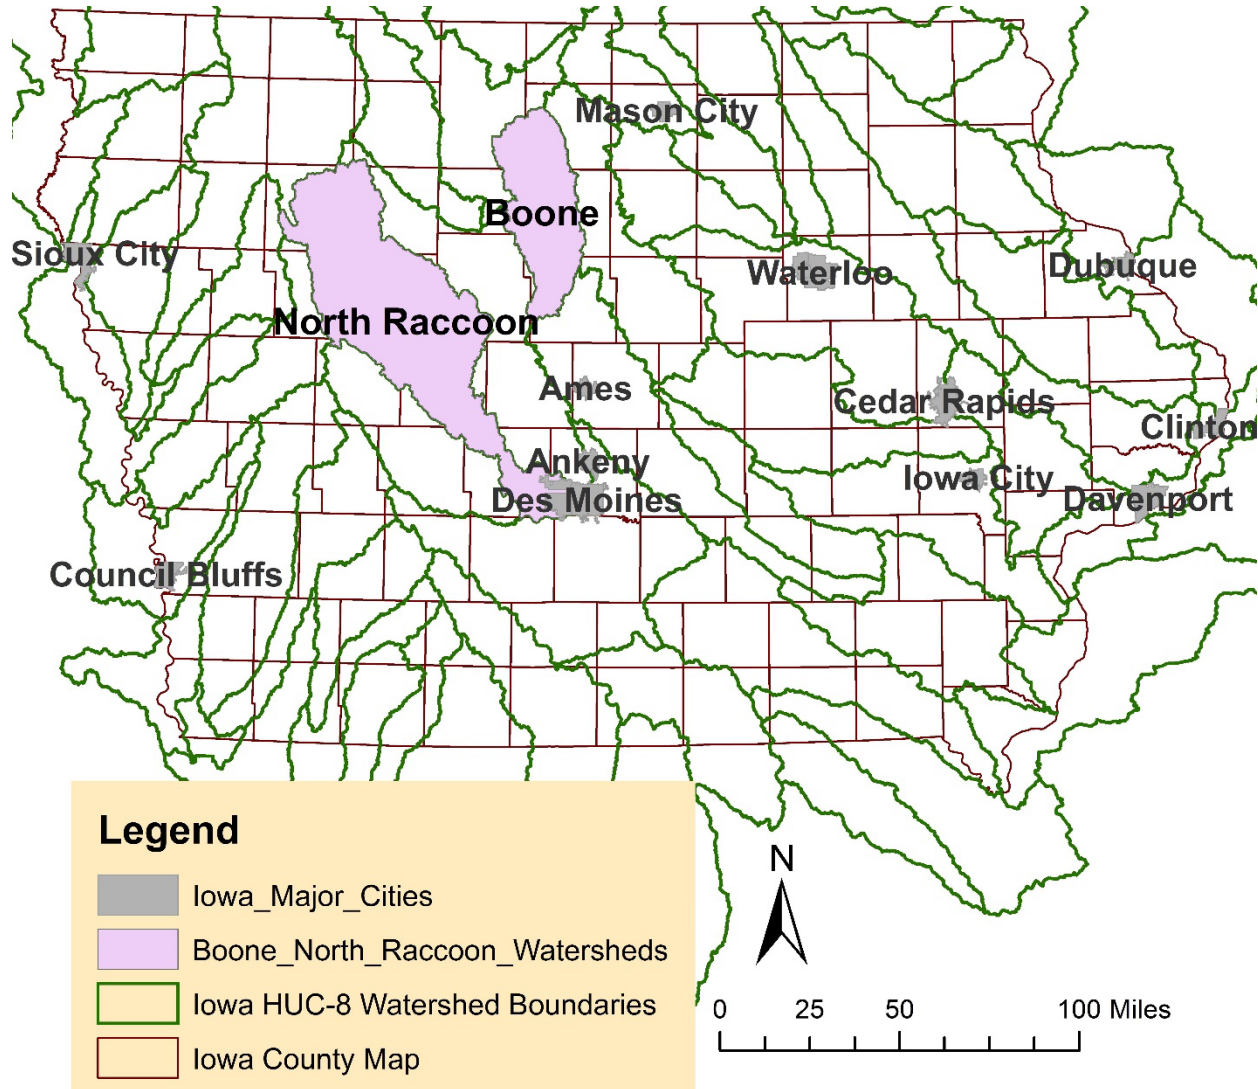 Mason City
Boone
Sioux City
Waterloo
Dubuque
North Raccoon
Ames
Cedar Rapids
Clinton
Ankeny
Iowa City
Des Moines
Davenport
Council Bluffs
Legend
Iowa_Major_Cities
Boone_North_Raccoon_Watersheds
Iowa HUC-8 Watershed Boundaries
Iowa County Map
N
0 25 50 100 Miles